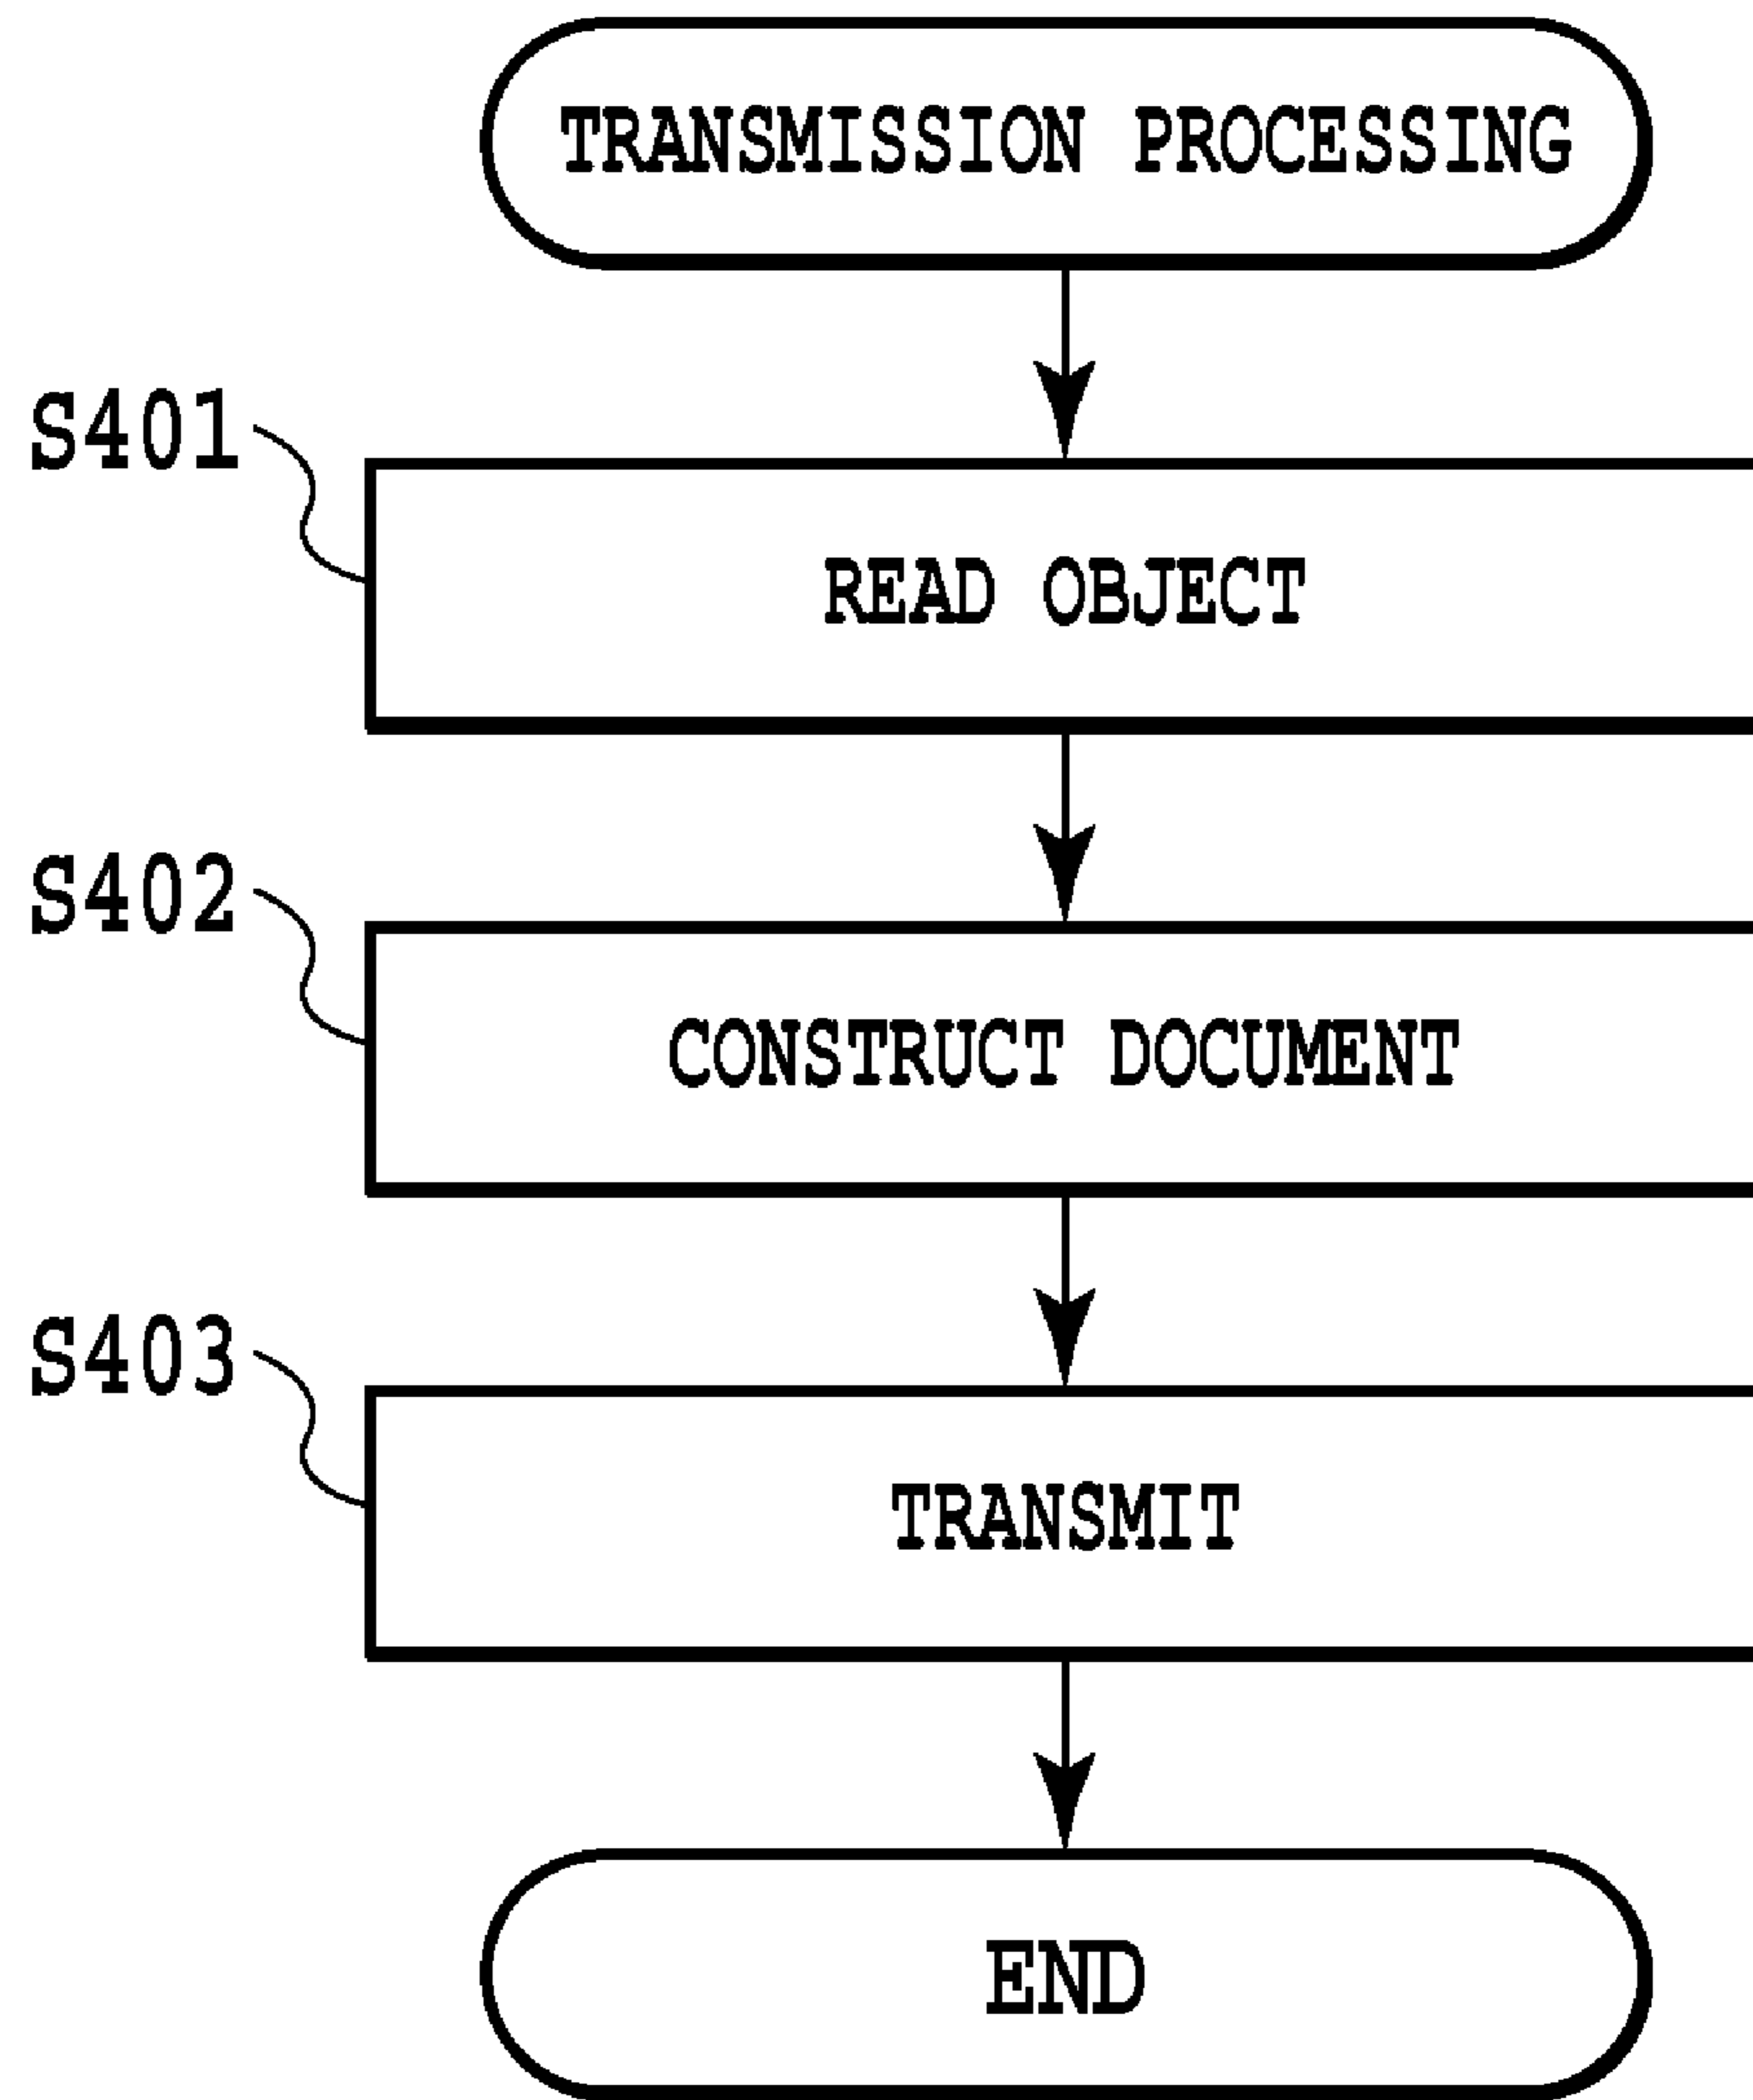 TRANSMISSION PROCESSING
S401
READ OBJECT
S402
CONSTRUCT DOCUMENT
S403
TRANSMIT
END